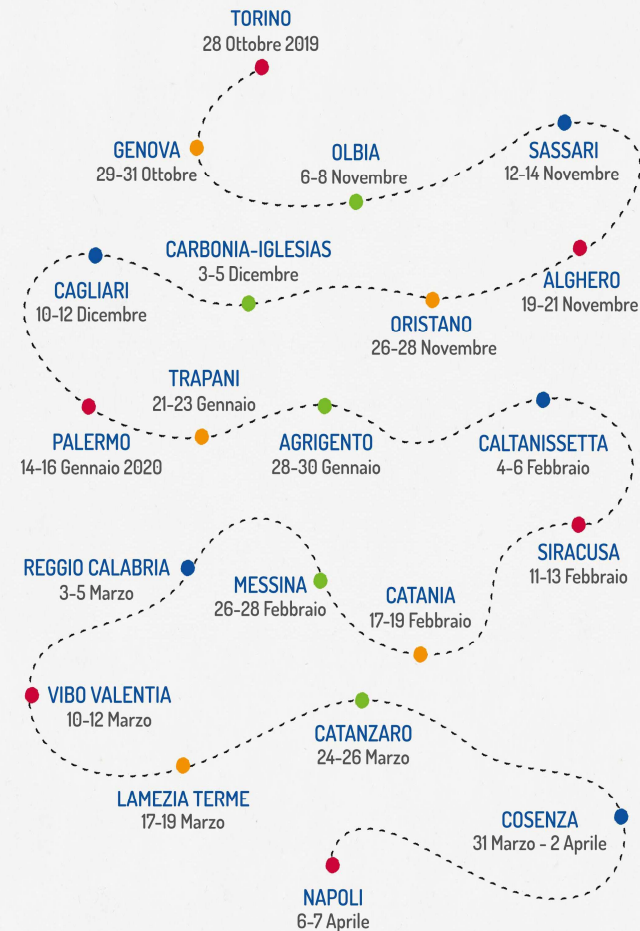 TORINO
28 Ottobre 2019
GENOVA
29-31 Ottobre
OLBIA
6-8 Novembre
SASSARI
12-14 Novembre
ALGHERO
19-21 Novembre
ORISTANO
26-28 Novembre
CARBONIA-IGLESIAS
3-5 Dicembre
CAGLIARI
10-12 Dicembre
PALERMO
14-16 Gennaio 2020
TRAPANI
21-23 Gennaio
AGRIGENTO
28-30 Gennaio
CALTANISSETTA
4-6 Febbraio
SIRACUSA
11-13 Febbraio
CATANIA
17-19 Febbraio
MESSINA
26-28 Febbraio
REGGIO CALABRIA
3-5 Marzo
VIBO VALENTIA
10-12 Marzo
LAMEZIA TERME
17-19 Marzo
CATANZARO
24-26 Marzo
COSENZA
31 Marzo - 2 Aprile
NAPOLI
6-7 Aprile